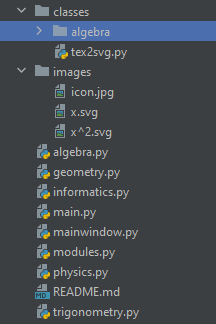 classes
algebra
tex2svg.py
images
icon.jpg
x.svg
x^2.svg
algebra.py
geometry.py
informatics.py
main.py
mainwindow.py
modules.py
physics.py
MD README.md
trigonometry.py